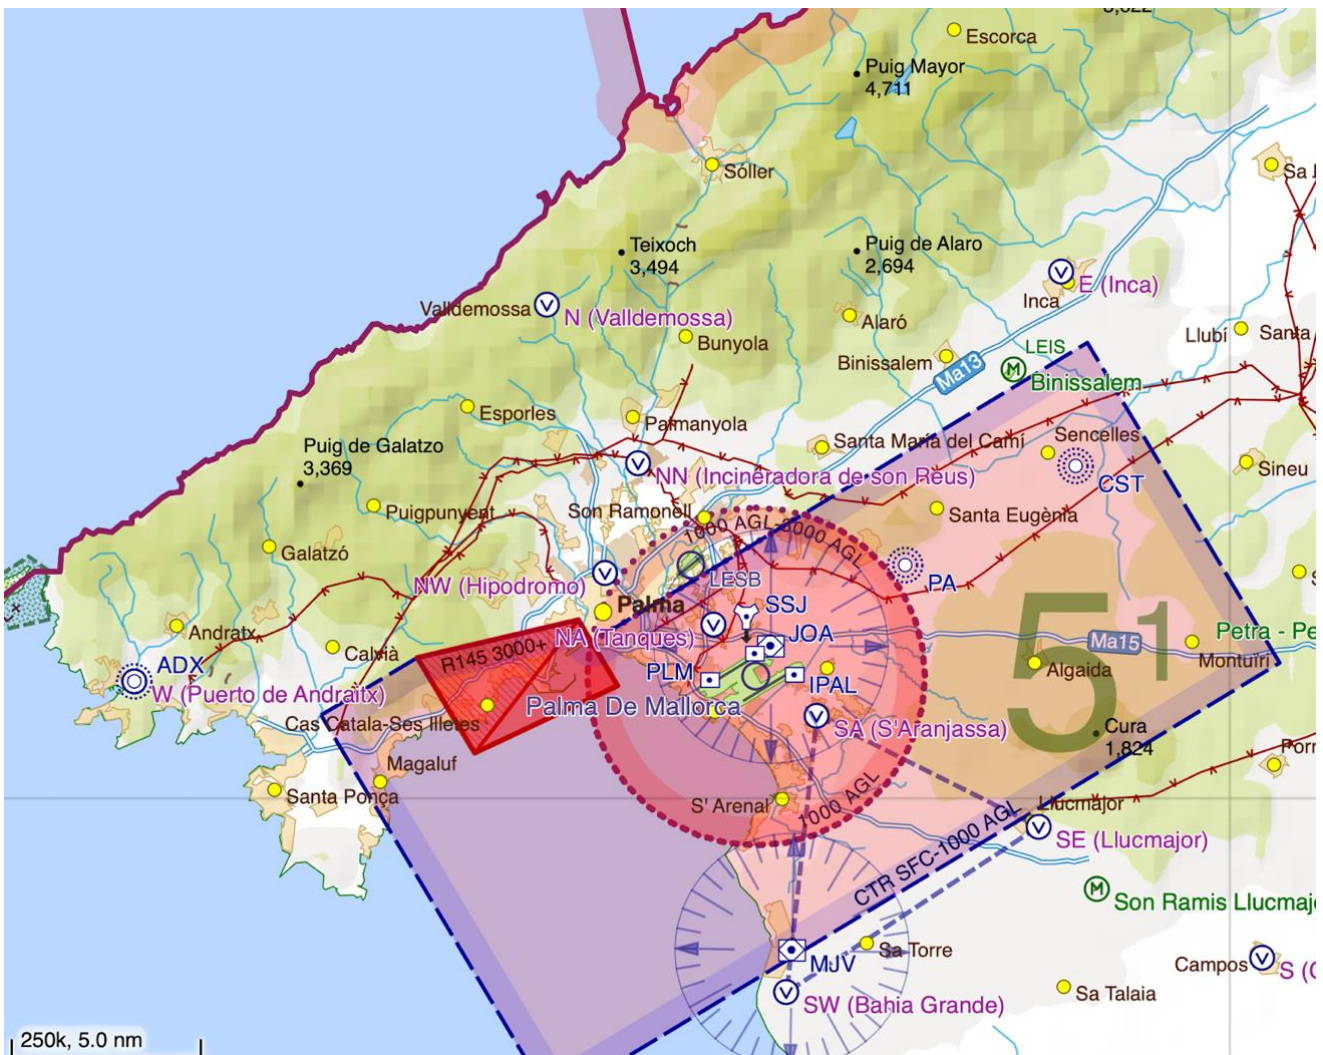 Escorca
Puig Mayor
4,711
Sóller
Teixoch
3,494
Puig de Alaro
2,694
Valldemossa
N (Valldemossa)
E (Inca)
Inca
Alaró
Bunyola
Llubí
Santa
LEIS
Binissalem
Ma13
Binissalem
Esporles
Palmanyola
Puig de Galatzo
3,369
Santa María del Camí
Sencelles
Sineu
NN (Incineradora de son Reus)
CST
Puigpunyent
Son Ramonell
Santa Eugènia
1000 AGL-3000 AGL
Galatzó
LESB
NW (Hipodromo)
PA
Palma
SSJ
5
1
Andratx
NA (Tanques)
JOA
Ma15
Petra - Pe
Calvià
R145 3000+
Montuïri
ADX
W (Puerto de Andraitx)
PLM
IPAL
Algaida
Palma De Mallorca
Cas Catala-Ses Illetes
SA (S'Aranjassa)
Cura
1,824
Magaluf
Santa Ponça
S' Arenal
1000 AGL
Llucmajor
SE (Llucmajor)
CTR SFC-1000 AGL
Son Ramis Llucmaj
Sa Torre
MJV
Campos
SW (Bahia Grande)
Sa Talaia
250k, 5.0 nm